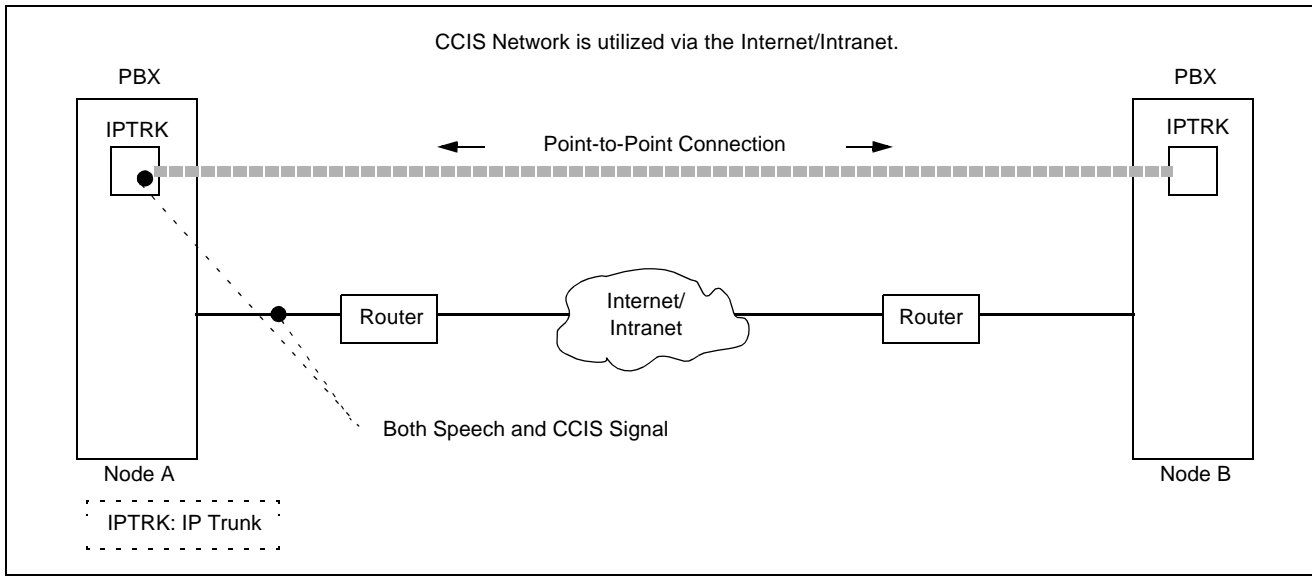 CCIS Network is utilized via the Internet/Intranet.
PBX
PBX
IPTRK
IPTRK
Point-to-Point Connection
Router
Internet/
Intranet
Router
Both Speech and CCIS Signal
Node A
Node B
IPTRK: IP Trunk